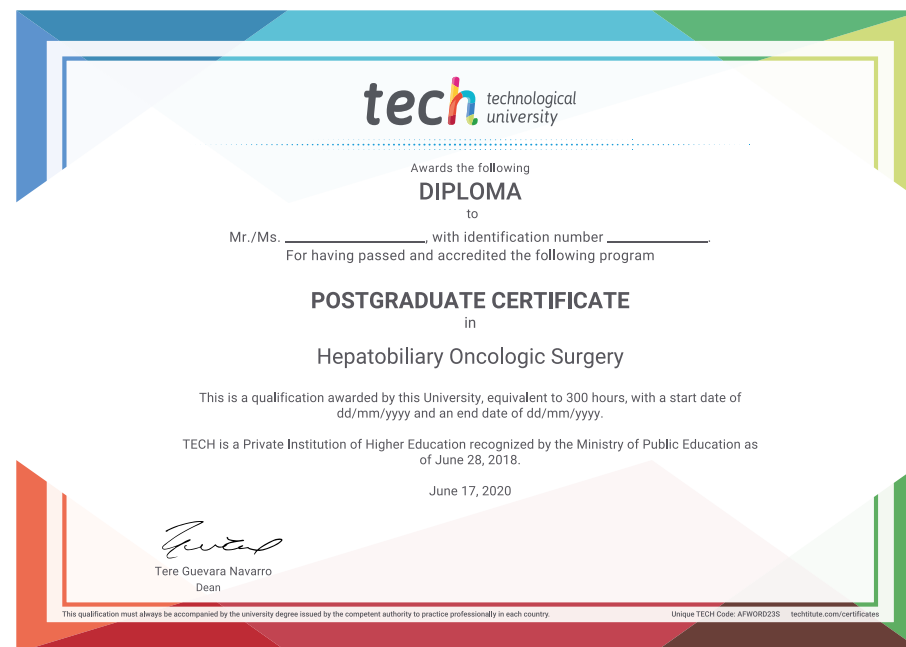 tech technological
university
Awards the following
DIPLOMA
to
Mr./Ms. ____________________, with identification number ______________.
For having passed and accredited the following program
POSTGRADUATE CERTIFICATE
in
Hepatobiliary Oncologic Surgery
This is a qualification awarded by this University, equivalent to 300 hours, with a start date of
dd/mm/yyyy and an end date of dd/mm/yyyy.
TECH is a Private Institution of Higher Education recognized by the Ministry of Public Education as
of June 28, 2018.
June 17, 2020
Tere Guevara Navarro
Dean
This qualification must always be accompanied by the university degree issued by the competent authority to practice professionally in each country. Unique TECH Code: AFWORD23S techtitute.com/certificates